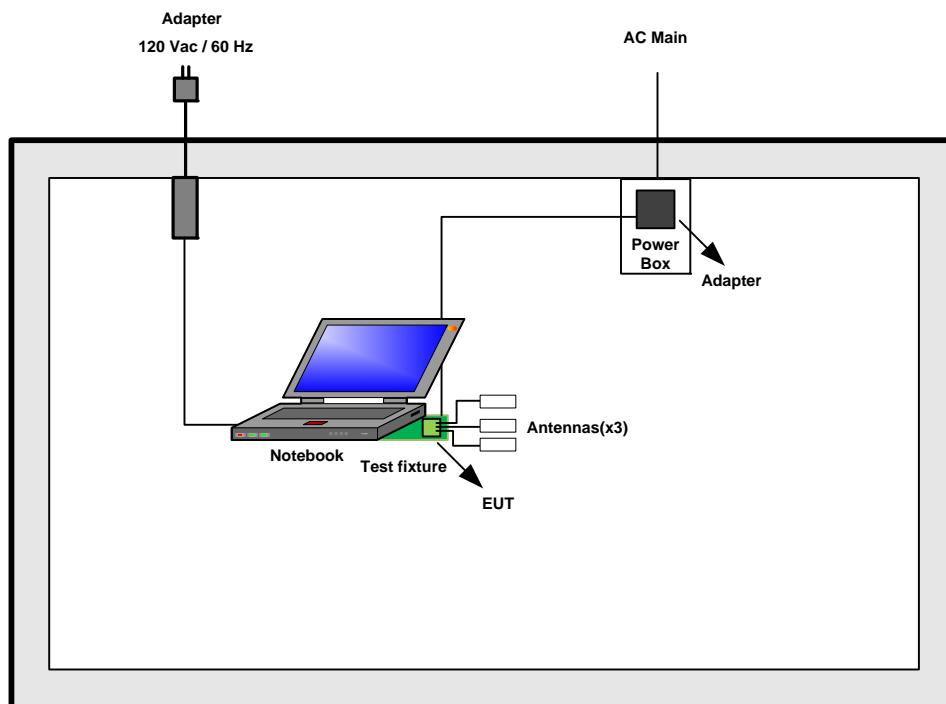 Adapter
120 Vac / 60 Hz
AC Main
Power
Box
Adapter
Antennas(x3)
Notebook
Test fixture
EUT